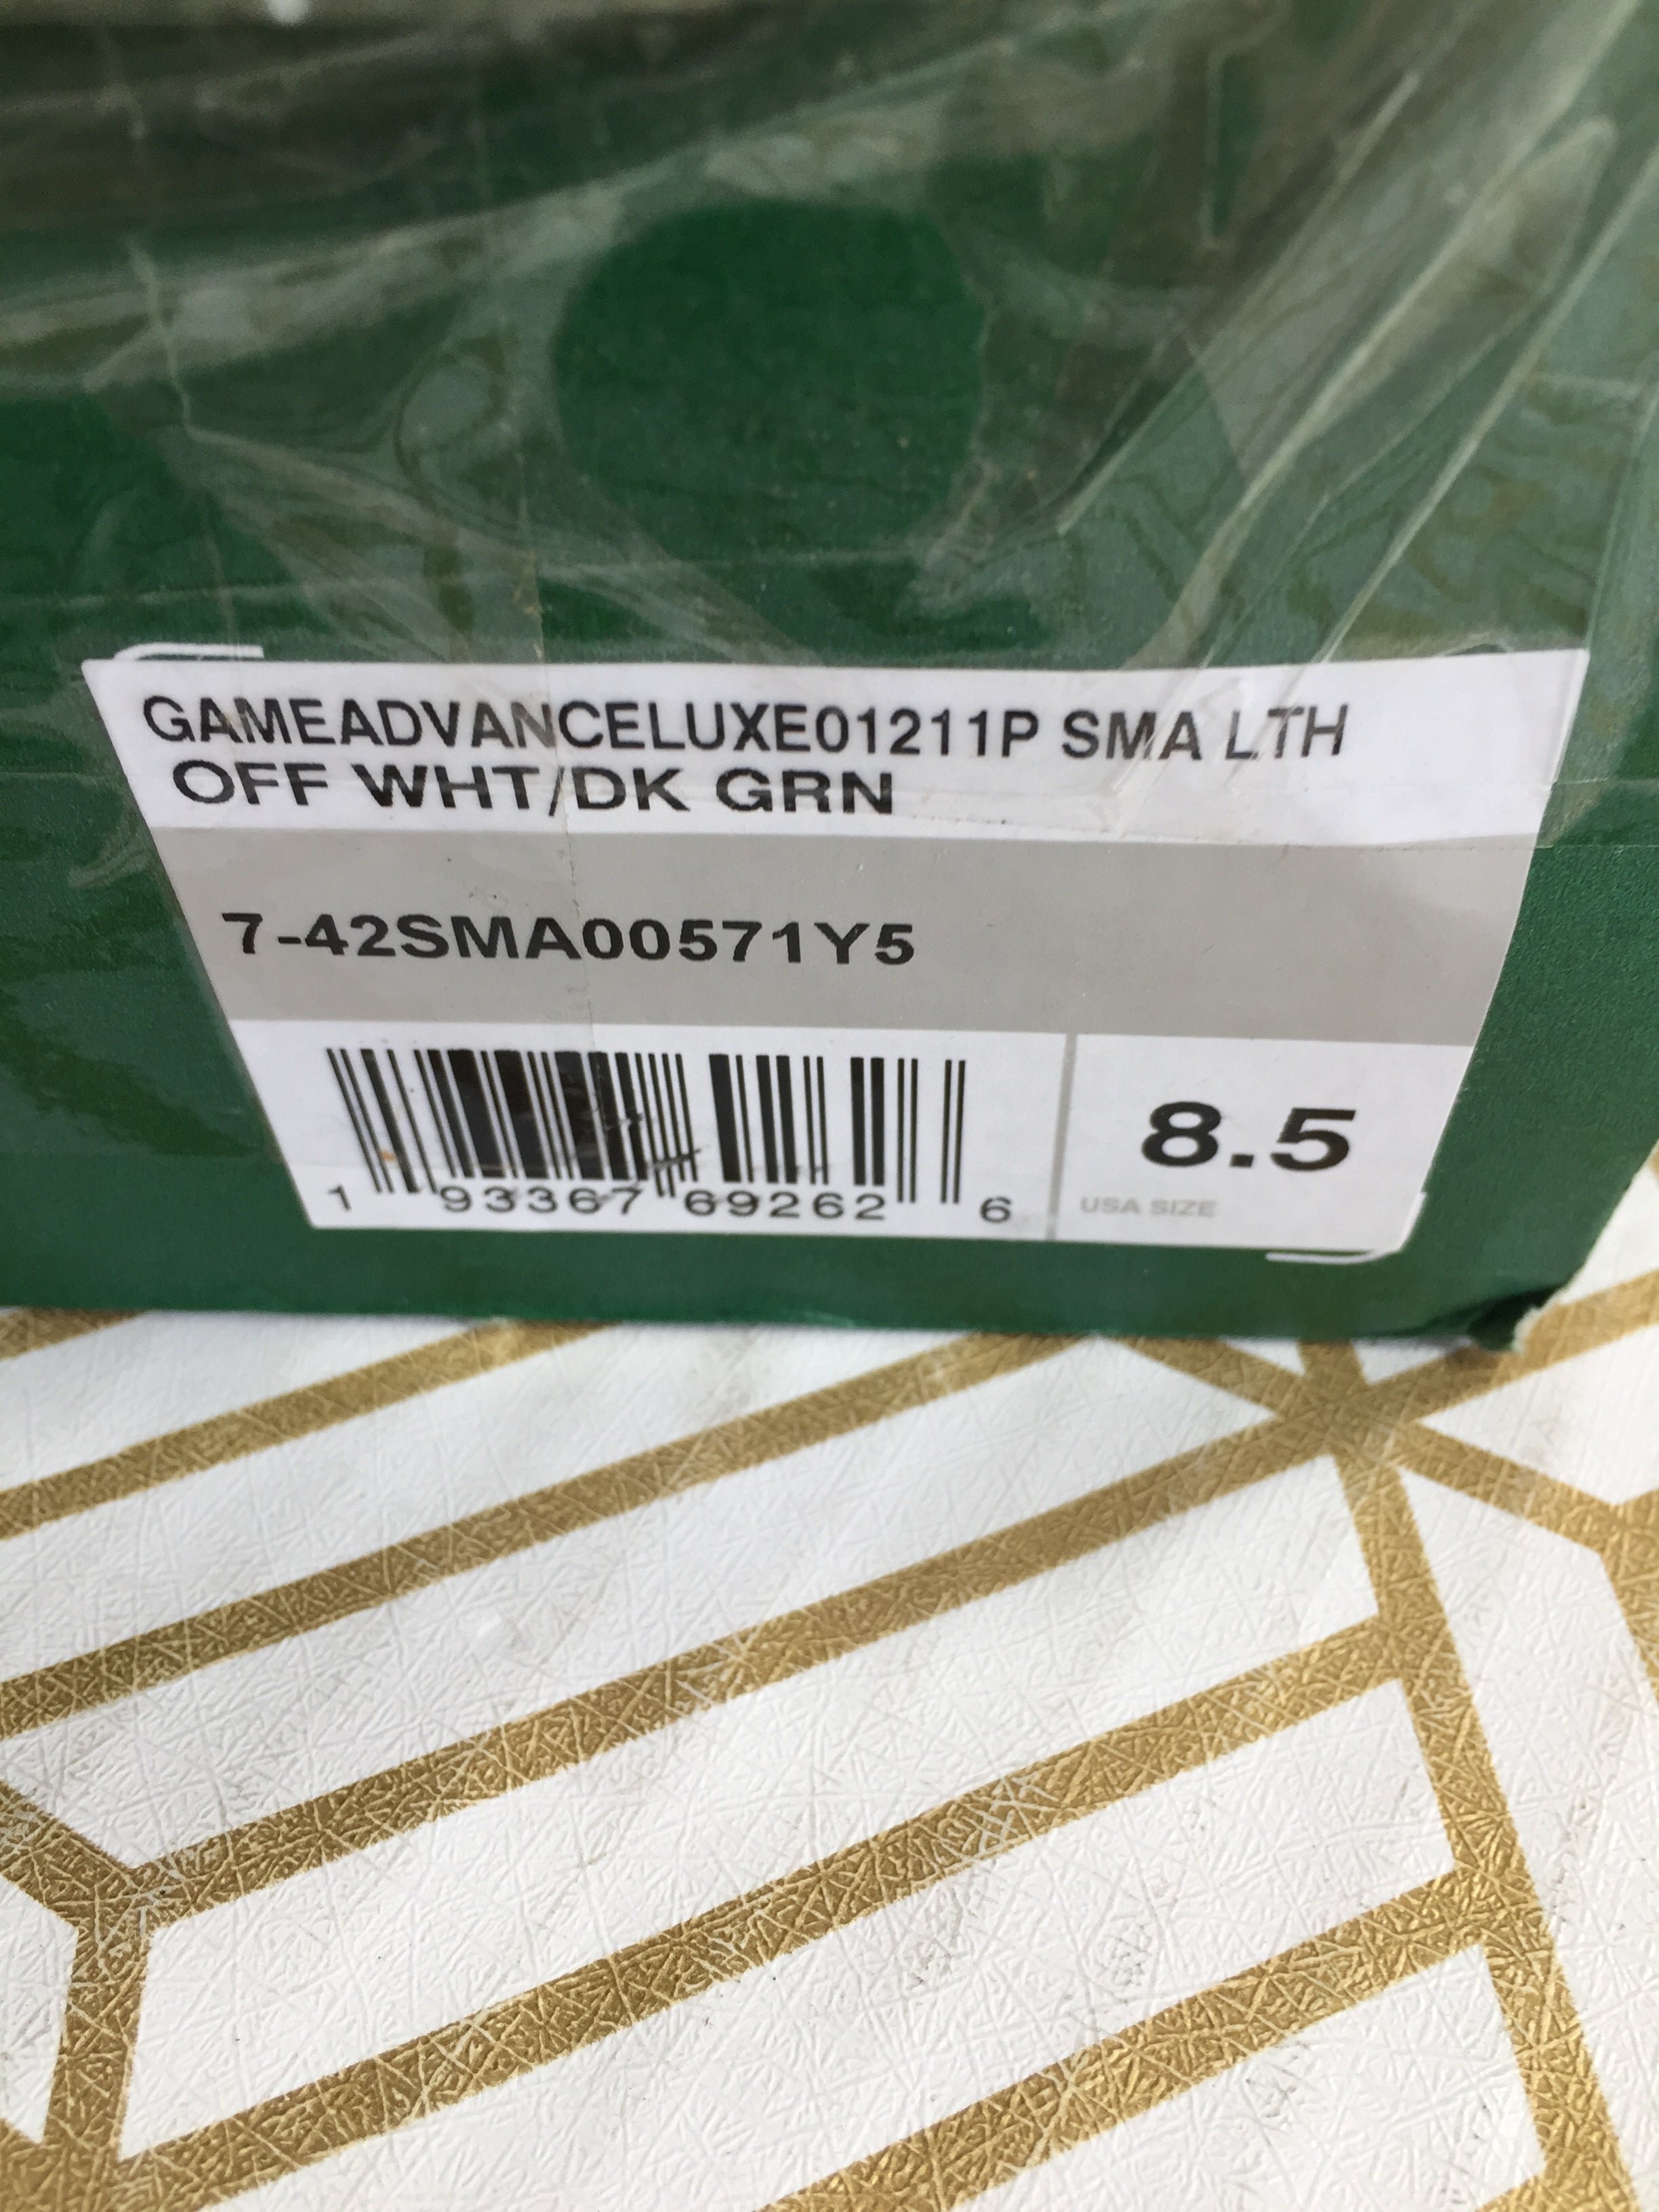 GAMEADVANCELUXE01211P SMA LTH
OFF WHT/DK GRN
7-42SMA00571Y5
1 93367 69262 6
8.5
USA SIZE